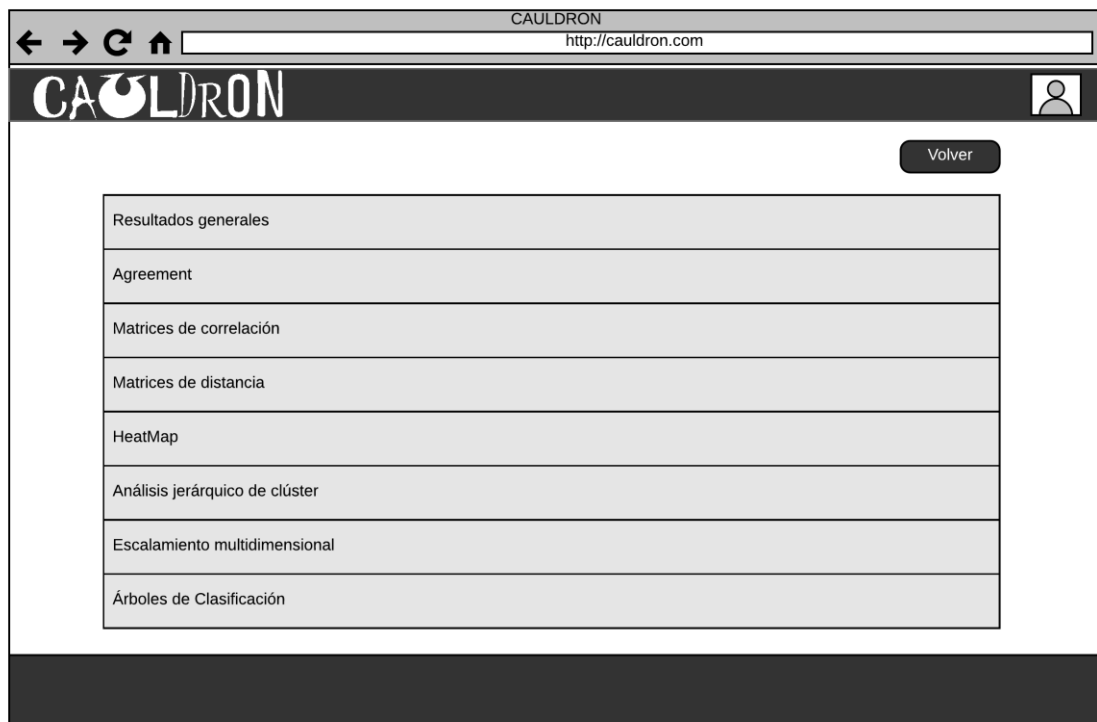 CAULDRON
http://cauldron.com
CAULDRON
Volver
Resultados generales
Agreement
Matrices de correlación
Matrices de distancia
HeatMap
Análisis jerárquico de clúster
Escalamiento multidimensional
Árboles de Clasificación